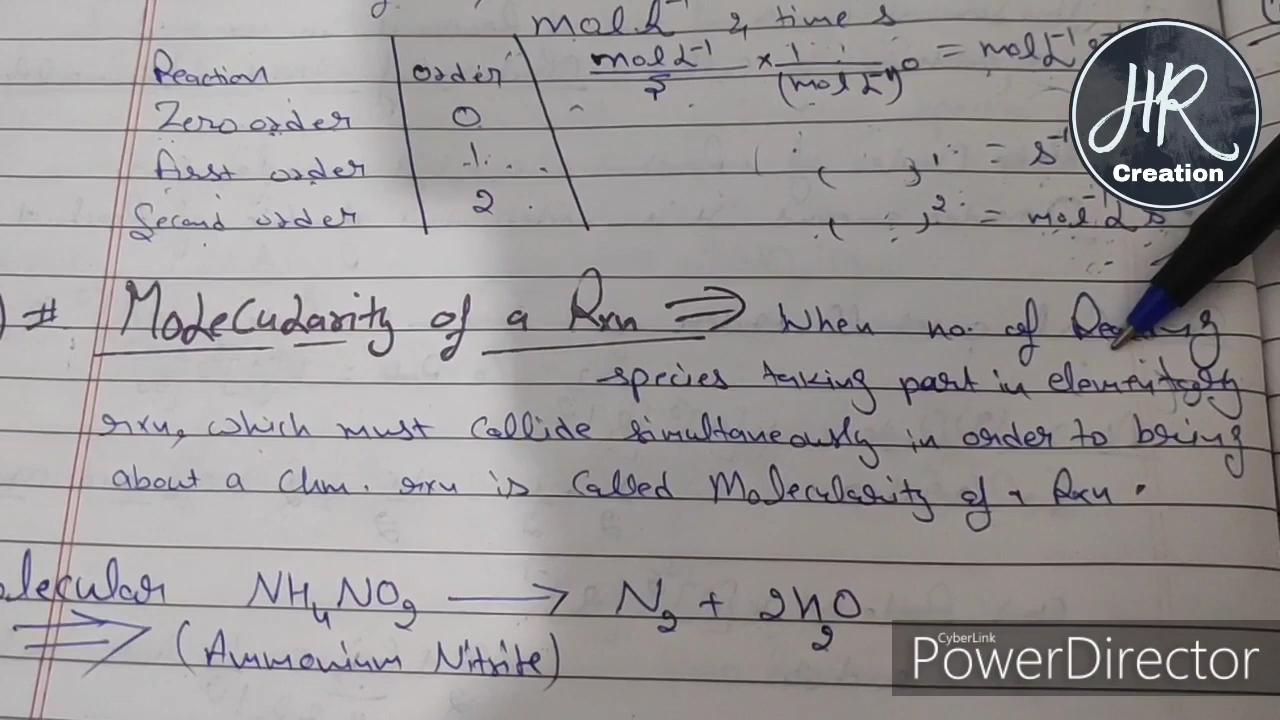 mol L⁻¹ & time s
Reaction order mol L⁻¹/s × 1/(mol L⁻¹)⁰ = mol L⁻¹
Zero order 0
first order 1 = s⁻¹
Second order 2 2 = mol⁻¹ L s
# Molecularity of a Rxn ⇒ When no. of
species taking part in elementary
rxn, which must collide simultaneously in order to bring
about a Chm. rxn is called Molecularity of a Rxn.
olecular NH₄NO₂ → N₂ + 2H₂O
(Ammonium Nitrite)
HR
Creation
CyberLink
PowerDirector